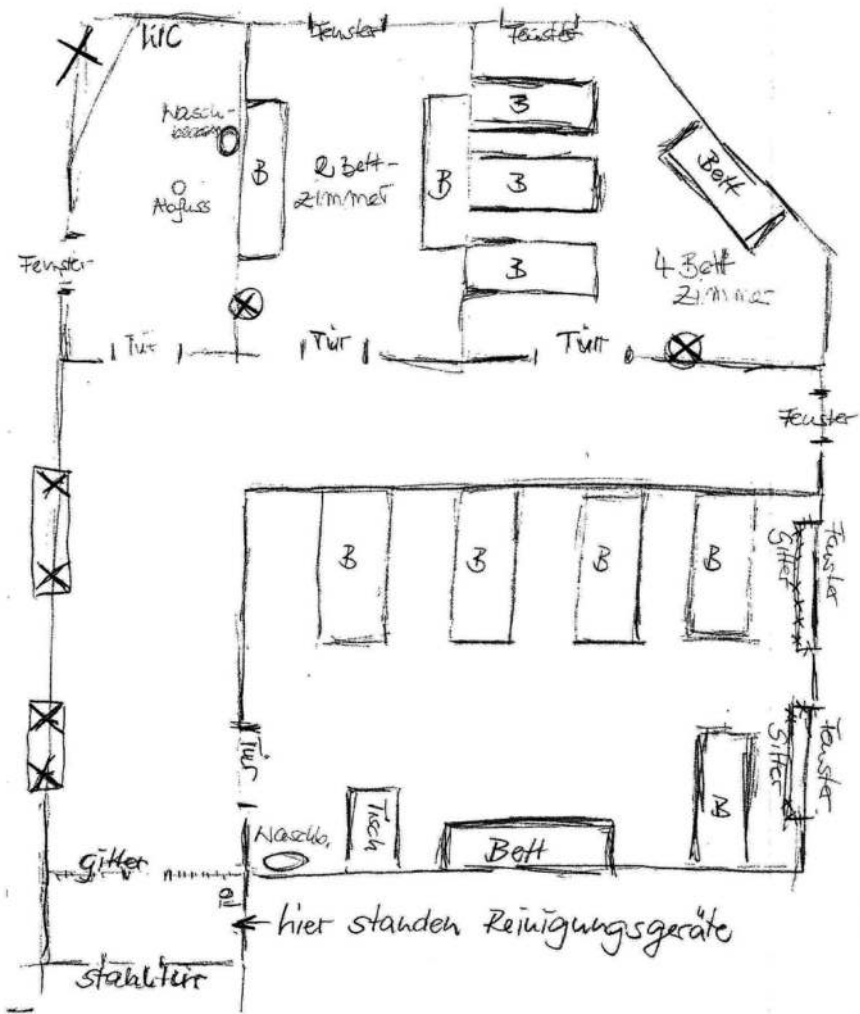 WC
Fenster
Fenster
Wasch-
becken
B
2 Bett-
zimmer
B
B
B
B
Bett
Abfluss
4 Bett
zimmer
Fenster
Tür
Tür
Türr
Fenster
B
B
B
B
Fenster
Gitter
Tür
Fenster
Gitter
B
Tisch
Waschb.
Bett
gitter
hier standen Reinigungsgeräte
stahltür